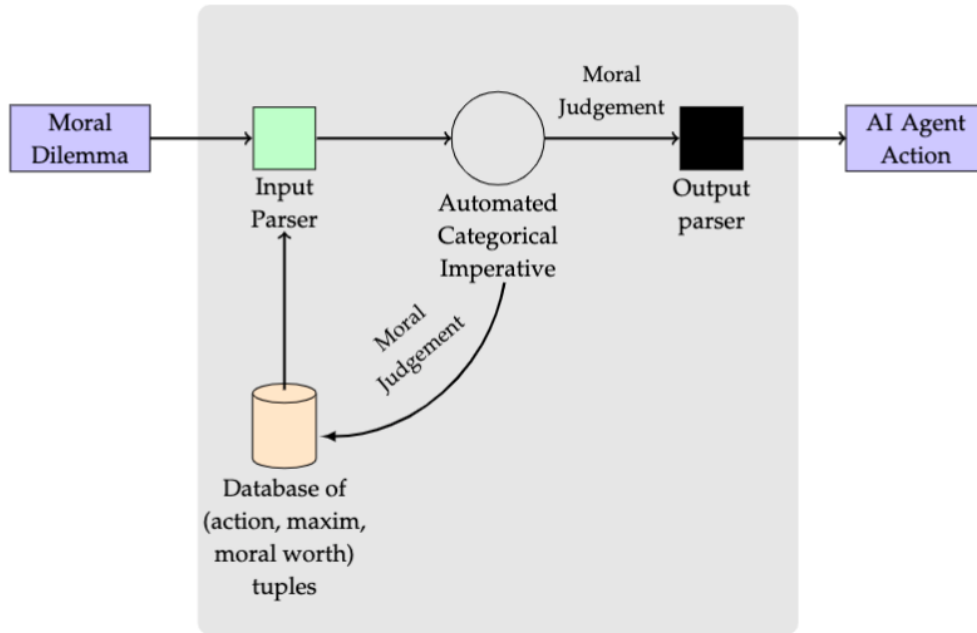 Moral
Dilemma
Input
Parser
Automated
Categorical
Imperative
Moral
Judgement
Output
parser
AI Agent
Action
Moral
Judgement
Database of
(action, maxim,
moral worth)
tuples